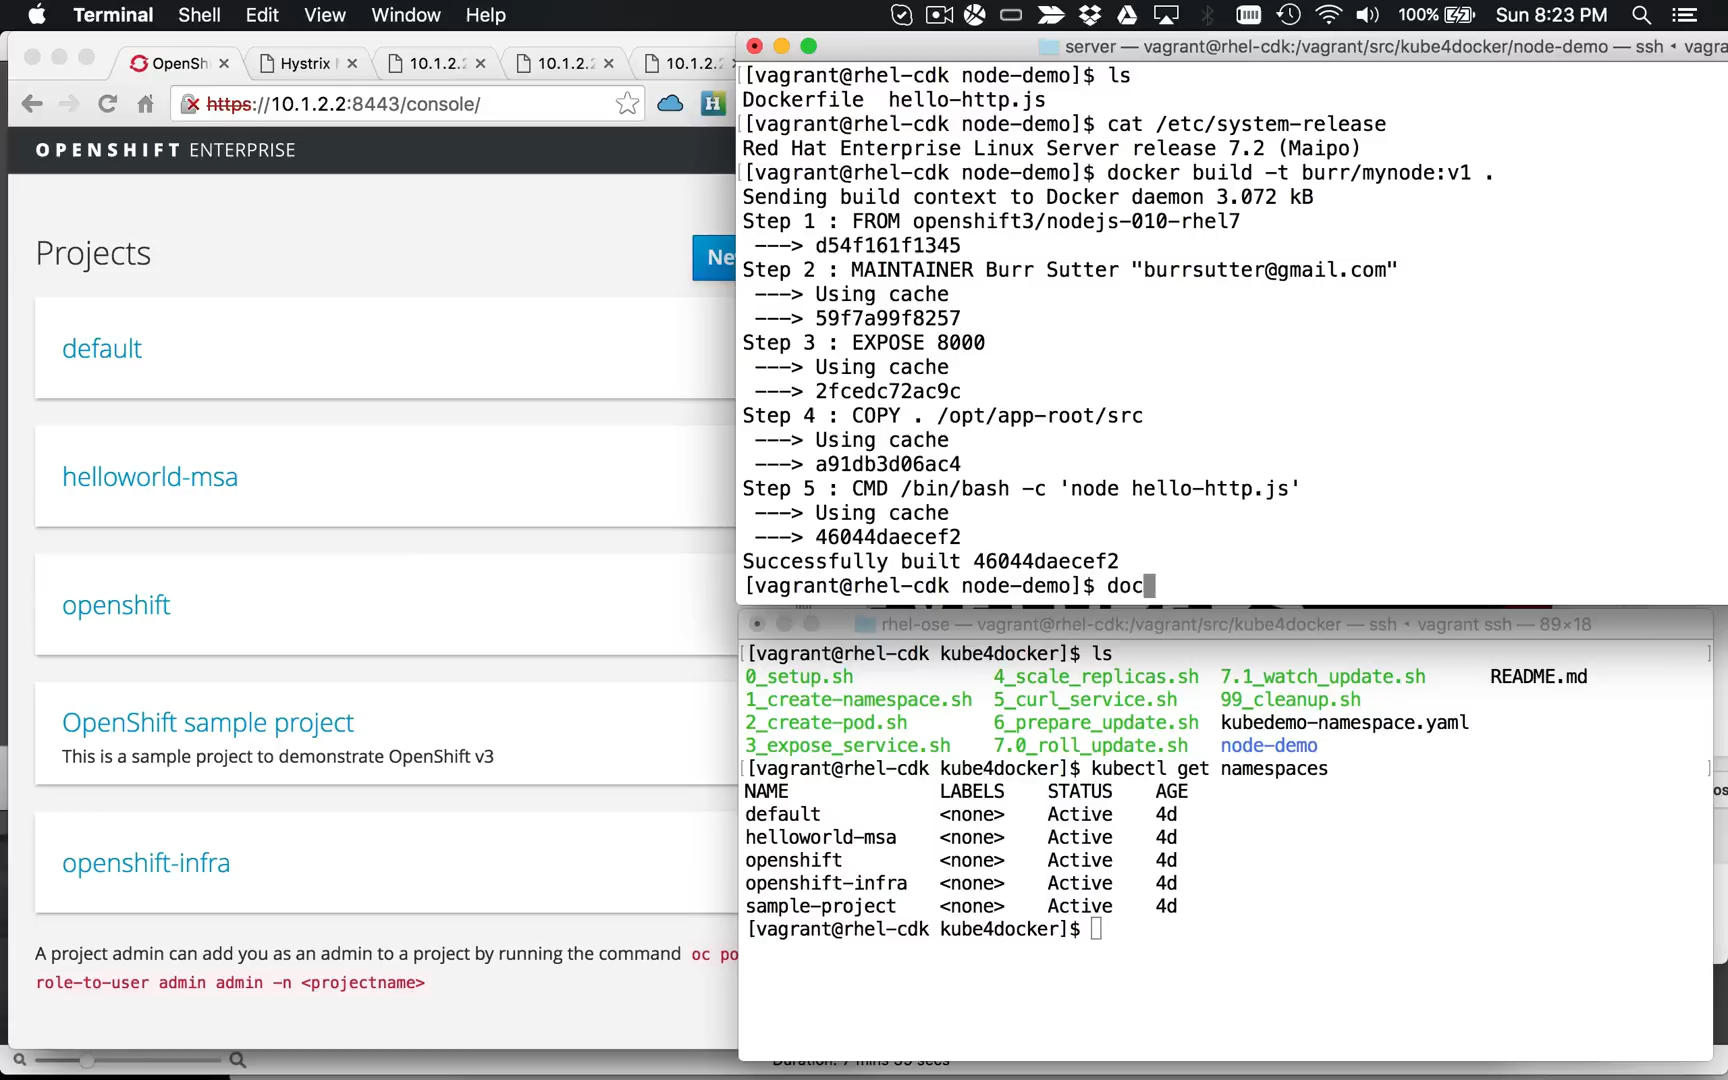 Terminal Shell Edit View Window Help 100% Sun 8:23 PM
OpenSh Hystrix 10.1.2. 10.1.2. 10.1.2.
https://10.1.2.2:8443/console/
OPENSHIFT ENTERPRISE
Projects
default
helloworld-msa
openshift
OpenShift sample project
This is a sample project to demonstrate OpenShift v3
openshift-infra
A project admin can add you as an admin to a project by running the command oc po
role-to-user admin admin -n <projectname>
server — vagrant@rhel-cdk:/vagrant/src/kube4docker/node-demo — ssh ◂ vagra
[vagrant@rhel-cdk node-demo]$ ls
Dockerfile hello-http.js
[vagrant@rhel-cdk node-demo]$ cat /etc/system-release
Red Hat Enterprise Linux Server release 7.2 (Maipo)
[vagrant@rhel-cdk node-demo]$ docker build -t burr/mynode:v1 .
Sending build context to Docker daemon 3.072 kB
Step 1 : FROM openshift3/nodejs-010-rhel7
---> d54f161f1345
Step 2 : MAINTAINER Burr Sutter "burrsutter@gmail.com"
---> Using cache
---> 59f7a99f8257
Step 3 : EXPOSE 8000
---> Using cache
---> 2fcedc72ac9c
Step 4 : COPY . /opt/app-root/src
---> Using cache
---> a91db3d06ac4
Step 5 : CMD /bin/bash -c 'node hello-http.js'
---> Using cache
---> 46044daecef2
Successfully built 46044daecef2
[vagrant@rhel-cdk node-demo]$ doc
rhel-ose — vagrant@rhel-cdk:/vagrant/src/kube4docker — ssh ◂ vagrant ssh — 89×18
[vagrant@rhel-cdk kube4docker]$ ls
0_setup.sh 4_scale_replicas.sh 7.1_watch_update.sh README.md
1_create-namespace.sh 5_curl_service.sh 99_cleanup.sh
2_create-pod.sh 6_prepare_update.sh kubedemo-namespace.yaml
3_expose_service.sh 7.0_roll_update.sh node-demo
[vagrant@rhel-cdk kube4docker]$ kubectl get namespaces
NAME LABELS STATUS AGE
default <none> Active 4d
helloworld-msa <none> Active 4d
openshift <none> Active 4d
openshift-infra <none> Active 4d
sample-project <none> Active 4d
[vagrant@rhel-cdk kube4docker]$